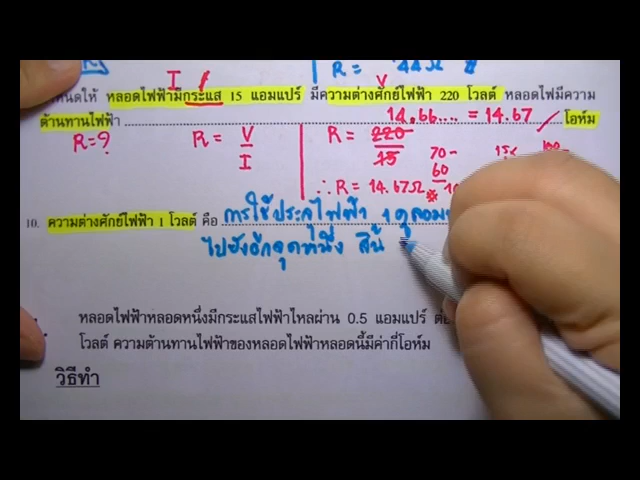 R = 44Ω
I V
หนดให้ หลอดไฟฟ้ามีกระแส 15 แอมแปร์ มีความต่างศักย์ไฟฟ้า 220 โวลต์ หลอดไฟมีความ
ต้านทานไฟฟ้า 14.66.... = 14.67 โอห์ม
R=? R = V/I R = 220/15
70-
60
∴ R = 14.67Ω
10. ความต่างศักย์ไฟฟ้า 1 โวลต์ คือ การใช้ประจุไฟฟ้า 1 คูลอมบ์
ไปยังอีกจุดหนึ่ง สิ้น
หลอดไฟฟ้าหลอดหนึ่งมีกระแสไฟฟ้าไหลผ่าน 0.5 แอมแปร์
โวลต์ ความต้านทานไฟฟ้าของหลอดไฟฟ้าหลอดนี้มีค่ากี่โอห์ม
วิธีทำ